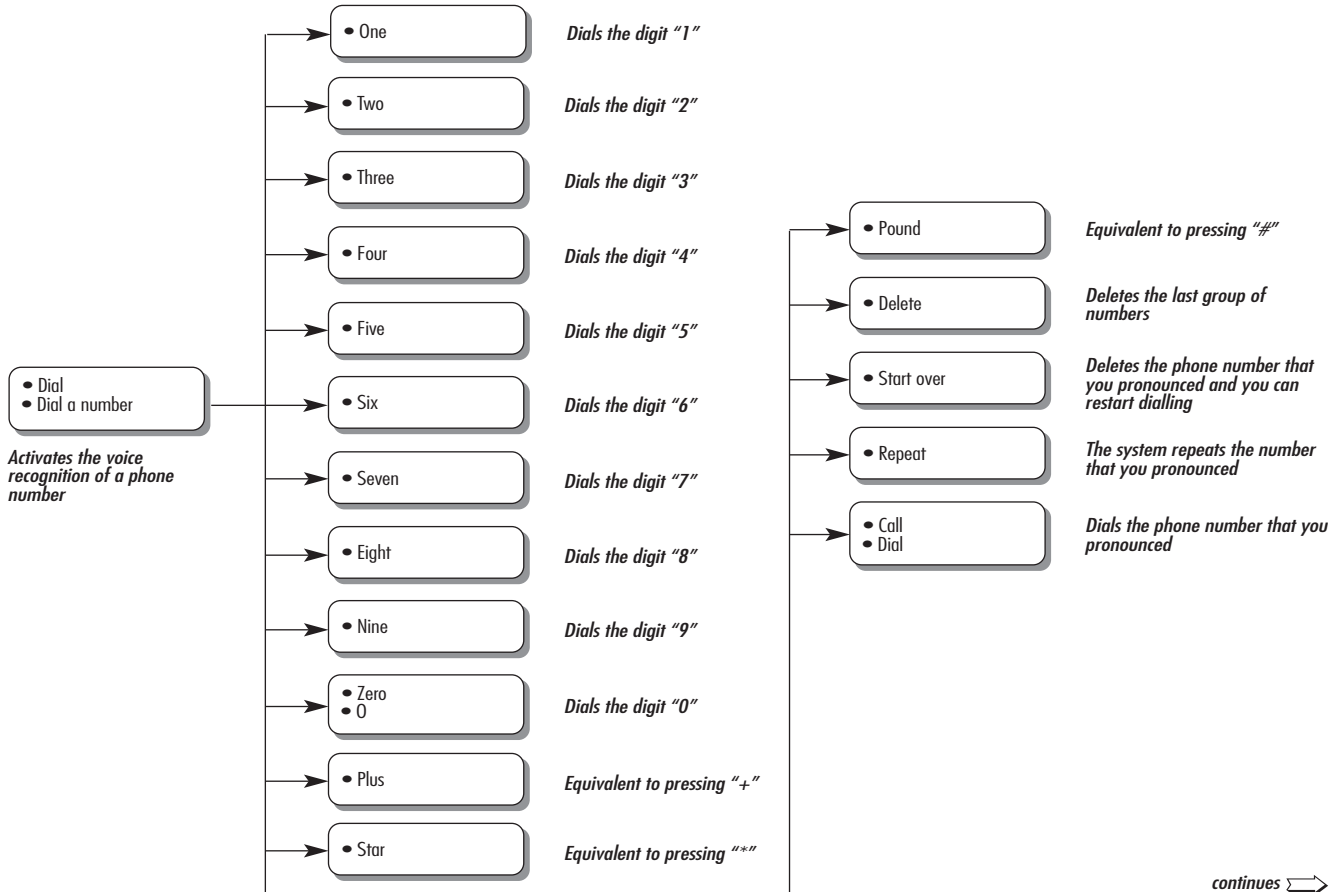 • Dial
• Dial a number
Activates the voice
recognition of a phone
number
• One
Dials the digit “1”
• Two
Dials the digit “2”
• Three
Dials the digit “3”
• Four
Dials the digit “4”
• Five
Dials the digit “5”
• Six
Dials the digit “6”
• Seven
Dials the digit “7”
• Eight
Dials the digit “8”
• Nine
Dials the digit “9”
• Zero
• O
Dials the digit “0”
• Plus
Equivalent to pressing “+”
• Star
Equivalent to pressing “*”
• Pound
Equivalent to pressing “#”
• Delete
Deletes the last group of
numbers
• Start over
Deletes the phone number that
you pronounced and you can
restart dialling
• Repeat
The system repeats the number
that you pronounced
• Call
• Dial
Dials the phone number that you
pronounced
continues